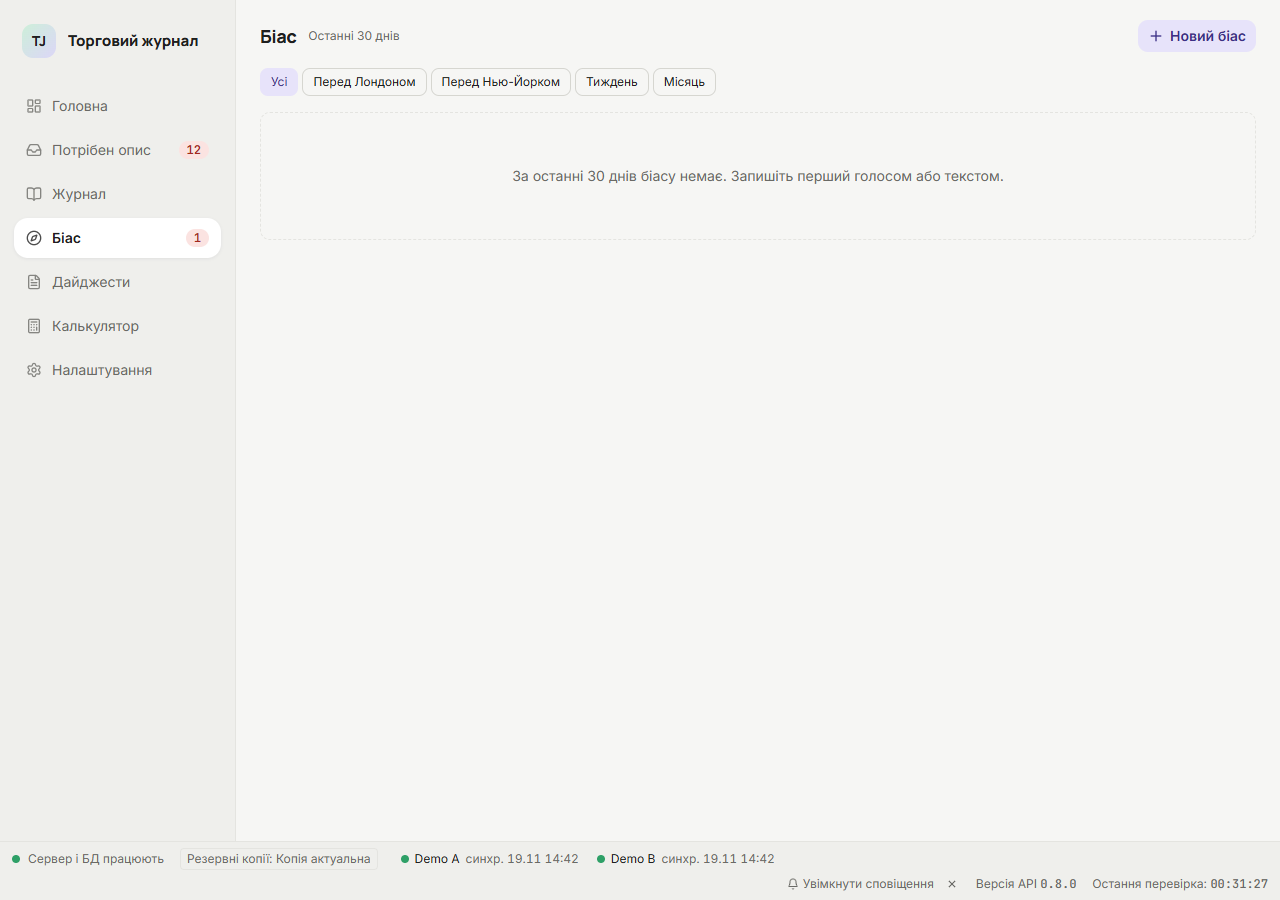 TJ Торговий журнал
Головна
Потрібен опис 12
Журнал
Біас 1
Дайджести
Калькулятор
Налаштування
Біас Останні 30 днів
+ Новий біас
Усі Перед Лондоном Перед Нью-Йорком Тиждень Місяць
За останні 30 днів біасу немає. Запишіть перший голосом або текстом.
Сервер і БД працюють Резервні копії: Копія актуальна Demo A синхр. 19.11 14:42 Demo B синхр. 19.11 14:42
Увімкнути сповіщення × Версія API 0.8.0 Остання перевірка: 00:31:27